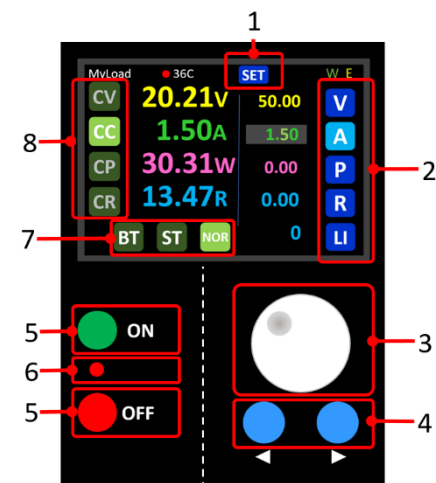 1
MyLoad 36C SET W E
CV 20.21V 50.00 V
CC 1.50A 1.50 A
8 2
CP 30.31W 0.00 P
CR 13.47R 0.00 R
7 BT ST NOR 0 LI
5 ON
3
6
5 OFF
4